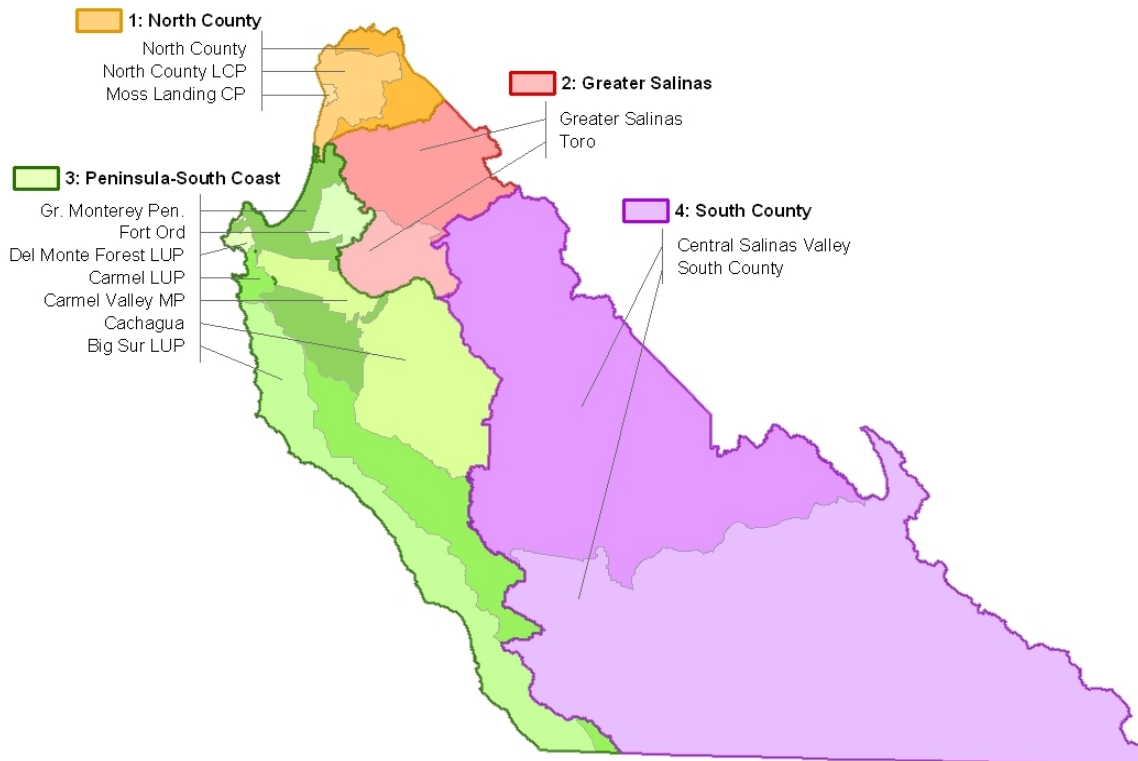 1: North County
North County
North County LCP
Moss Landing CP
2: Greater Salinas
Greater Salinas
Toro
3: Peninsula-South Coast
Gr. Monterey Pen.
Fort Ord
Del Monte Forest LUP
Carmel LUP
Carmel Valley MP
Cachagua
Big Sur LUP
4: South County
Central Salinas Valley
South County